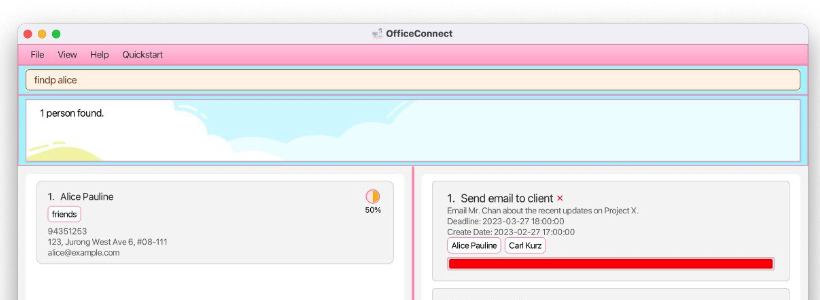 OfficeConnect
File View Help Quickstart
findp alice
1 person found.
1. Alice Pauline
friends
50%
94351253
123, Jurong West Ave 6, #08-111
alice@example.com
1. Send email to client ✕
Email Mr. Chan about the recent updates on Project X.
Deadline: 2023-03-27 18:00:00
Create Date: 2023-02-27 17:00:00
Alice Pauline Carl Kurz